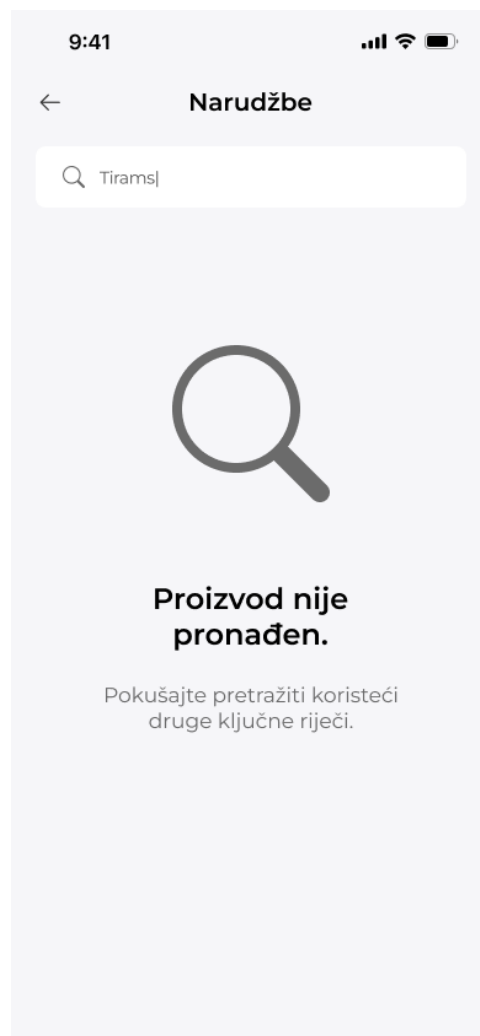 9:41
Narudžbe
Tirams
Proizvod nije
pronađen.
Pokušajte pretražiti koristeći
druge ključne riječi.